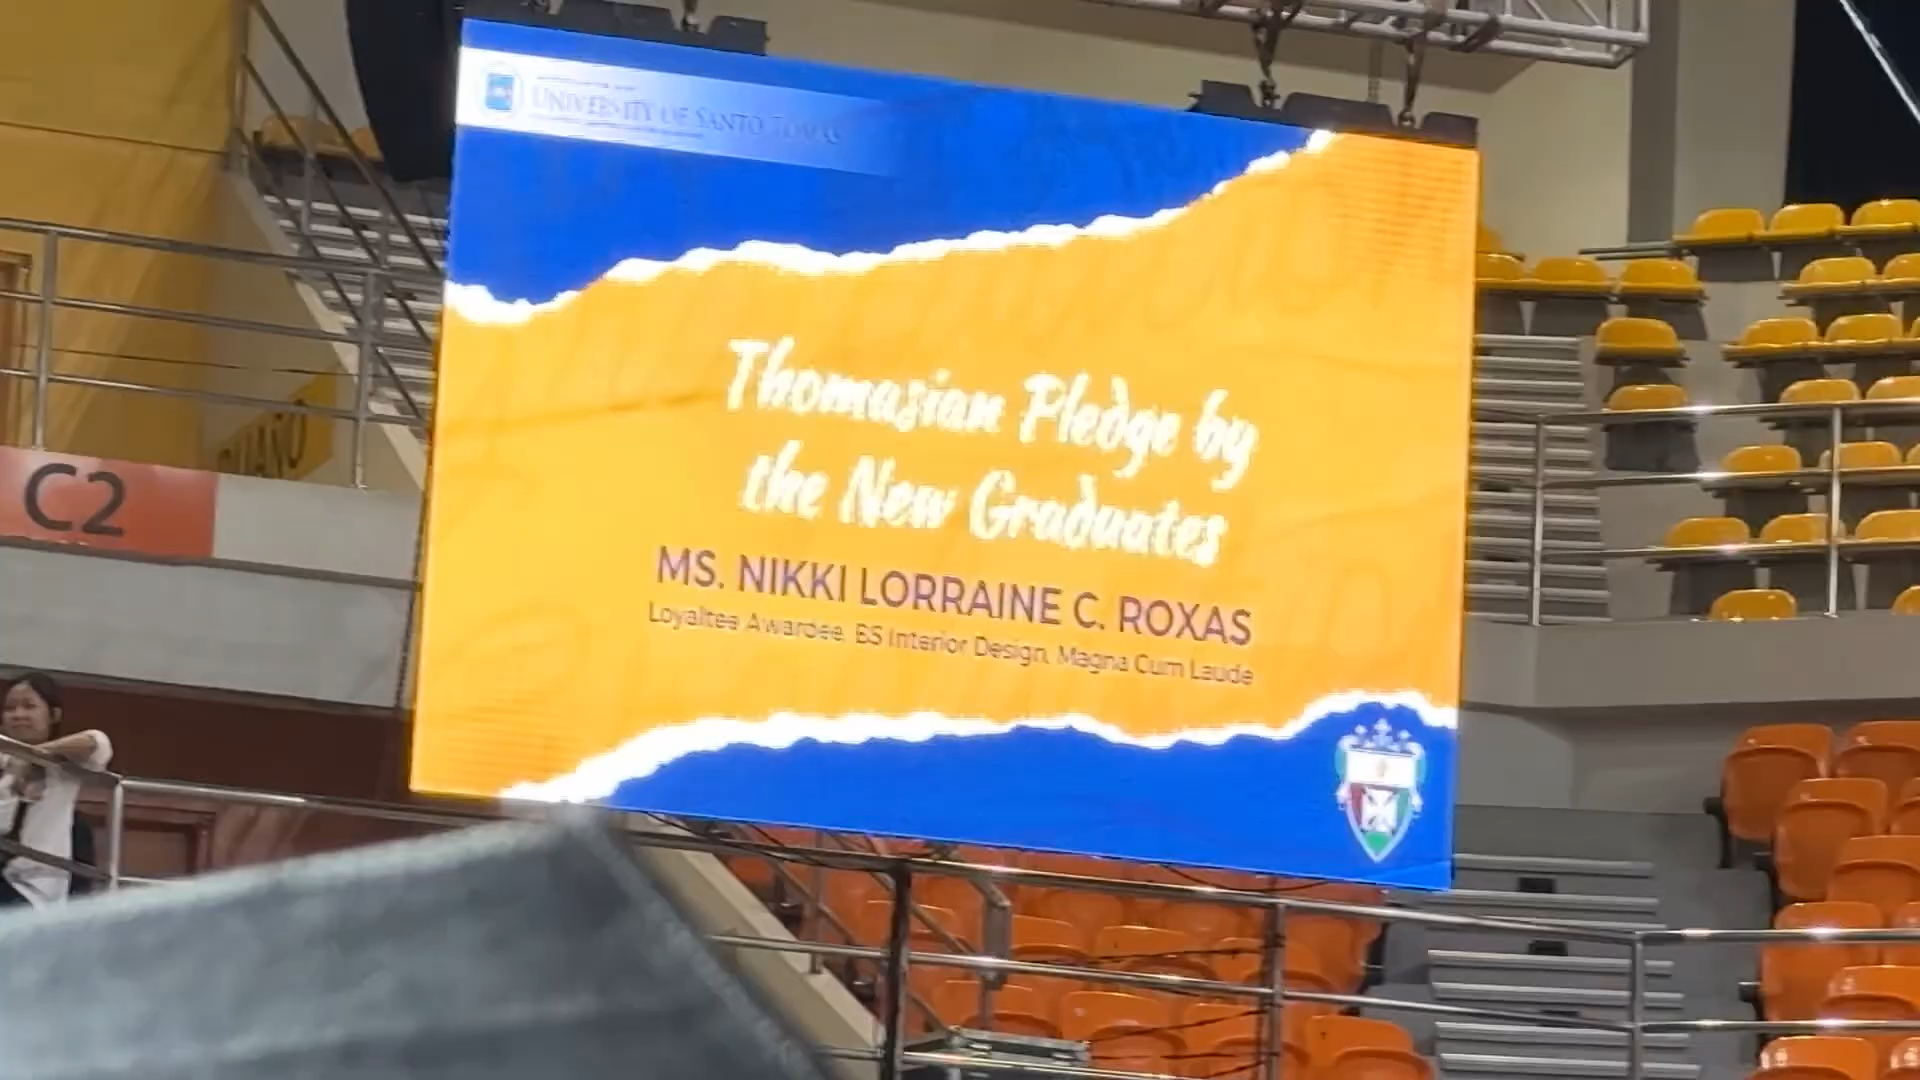 UNIVERSITY OF SANTO TOMAS
Thomasian Pledge by
the New Graduates
MS. NIKKI LORRAINE C. ROXAS
Loyaltea Awardee, BS Interior Design, Magna Cum Laude
C2